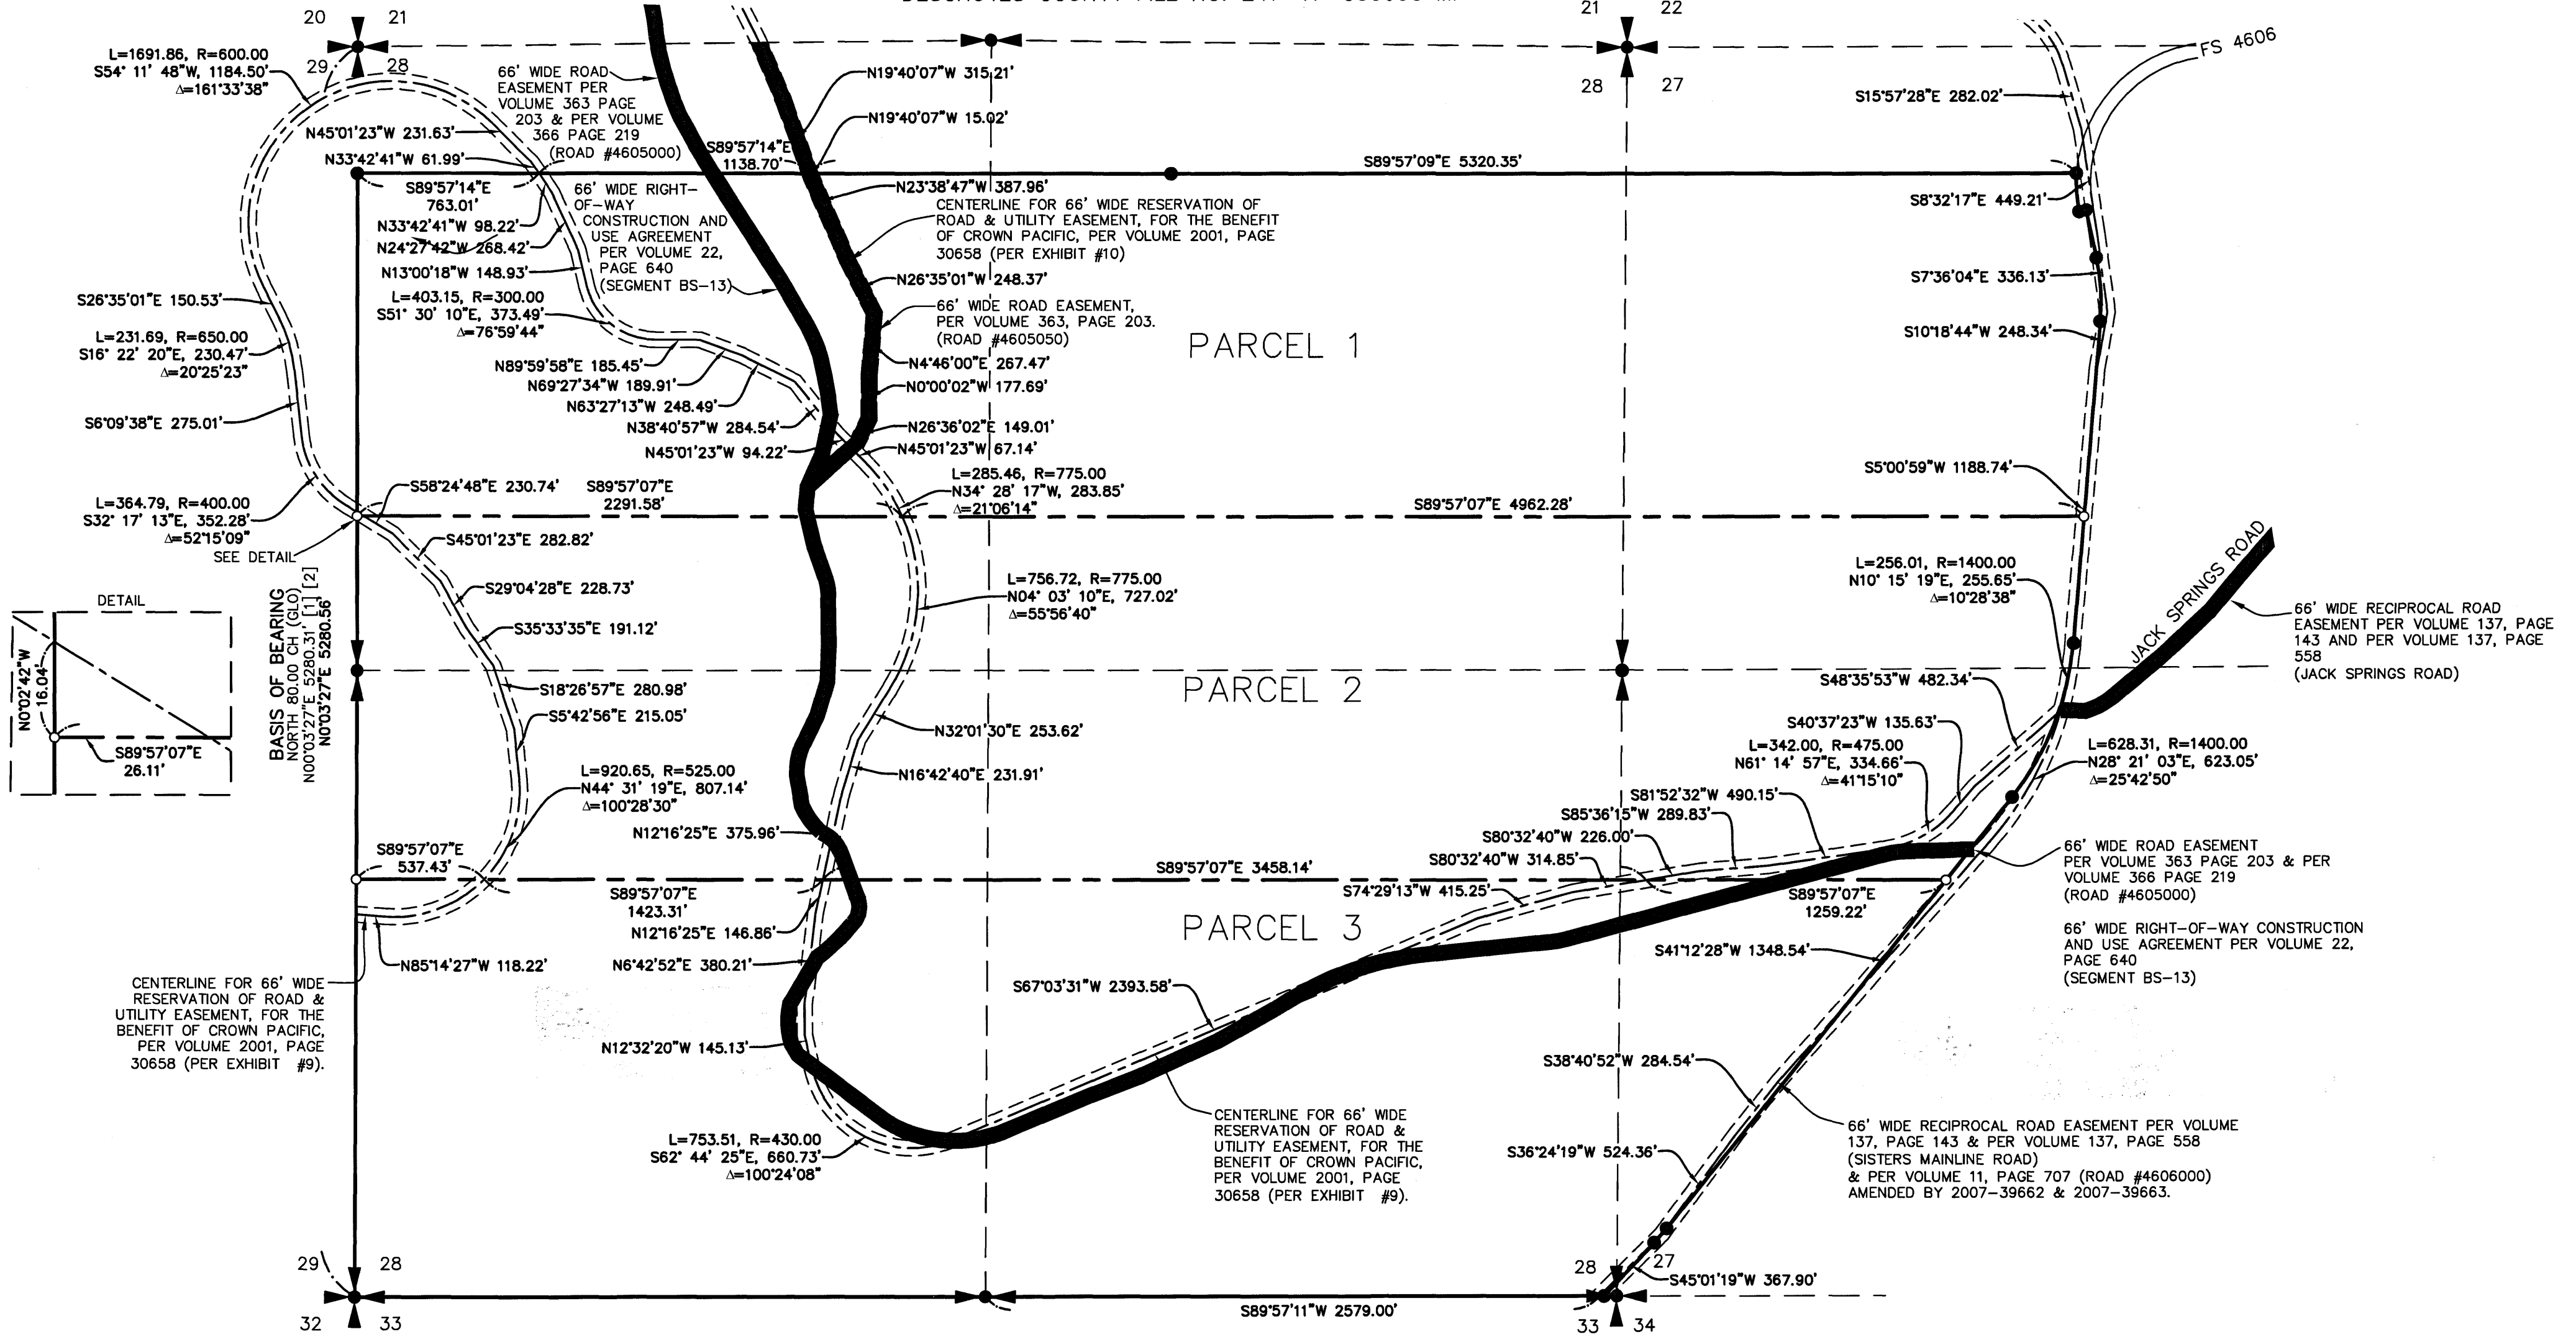 20
21
21
22
FS 4606
L=1691.86, R=600.00
S54° 11' 48"W, 1184.50'
Δ=161°33'38"
29
28
28
27
66' WIDE ROAD
EASEMENT PER
VOLUME 363 PAGE
203 & PER VOLUME
366 PAGE 219
(ROAD #4605000)
N19°40'07"W 315.21'
N19°40'07"W 15.02'
S15°57'28"E 282.02'
N45°01'23"W 231.63'
N33°42'41"W 61.99'
S89°57'14"E
1138.70'
S89°57'09"E 5320.35'
S89°57'14"E
763.01'
N33°42'41"W 98.22'
N24°27'42"W 268.42'
N13°00'18"W 148.93'
L=403.15, R=300.00
S51° 30' 10"E, 373.49'
Δ=76°59'44"
66' WIDE RIGHT-
OF-WAY
CONSTRUCTION AND
USE AGREEMENT
PER VOLUME 22,
PAGE 640
(SEGMENT BS-13)
N23°38'47"W 387.96'
CENTERLINE FOR 66' WIDE RESERVATION OF
ROAD & UTILITY EASEMENT, FOR THE BENEFIT
OF CROWN PACIFIC, PER VOLUME 2001, PAGE
30658 (PER EXHIBIT #10)
N26°35'01"W 248.37'
66' WIDE ROAD EASEMENT,
PER VOLUME 363, PAGE 203.
(ROAD #4605050)
S8°32'17"E 449.21'
S7°36'04"E 336.13'
S10°18'44"W 248.34'
PARCEL 1
S26°35'01"E 150.53'
L=231.69, R=650.00
S16° 22' 20"E, 230.47'
Δ=20°25'23"
S6°09'38"E 275.01'
N89°59'58"E 185.45'
N69°27'34"W 189.91'
N63°27'13"W 248.49'
N38°40'57"W 284.54'
N45°01'23"W 94.22'
N4°46'00"E 267.47'
N0°00'02"W 177.69'
N26°36'02"E 149.01'
N45°01'23"W 67.14'
L=285.46, R=775.00
N34° 28' 17"W, 283.85'
Δ=21°06'14"
S5°00'59"W 1188.74'
L=364.79, R=400.00
S32° 17' 13"E, 352.28'
Δ=52°15'09"
SEE DETAIL
S58°24'48"E 230.74'
S89°57'07"E
2291.58'
S89°57'07"E 4962.28'
S45°01'23"E 282.82'
S29°04'28"E 228.73'
S35°33'35"E 191.12'
S18°26'57"E 280.98'
S5°42'56"E 215.05'
L=756.72, R=775.00
N04° 03' 10"E, 727.02'
Δ=55°56'40"
L=256.01, R=1400.00
N10° 15' 19"E, 255.65'
Δ=10°28'38"
JACK SPRINGS ROAD
66' WIDE RECIPROCAL ROAD
EASEMENT PER VOLUME 137, PAGE
143 AND PER VOLUME 137, PAGE
558
(JACK SPRINGS ROAD)
DETAIL
N0°02'42"W
16.04'
S89°57'07"E
26.11'
BASIS OF BEARING
NORTH 80.00 CH (GLO)
N00°03'27"E 5280.31' [1] [2]
N0°03'27"E 5280.56'
PARCEL 2
S48°35'53"W 482.34'
S40°37'23"W 135.63'
L=342.00, R=475.00
N61° 14' 57"E, 334.66'
Δ=41°15'10"
L=628.31, R=1400.00
N28° 21' 03"E, 623.05'
Δ=25°42'50"
N32°01'30"E 253.62'
N16°42'40"E 231.91'
L=920.65, R=525.00
N44° 31' 19"E, 807.14'
Δ=100°28'30"
N12°16'25"E 375.96'
S81°52'32"W 490.15'
S85°36'15"W 289.83'
S80°32'40"W 226.00'
S80°32'40"W 314.85'
S74°29'13"W 415.25'
S89°57'07"E
537.43'
S89°57'07"E
1423.31'
S89°57'07"E 3458.14'
S89°57'07"E
1259.22'
66' WIDE ROAD EASEMENT
PER VOLUME 363 PAGE 203 & PER
VOLUME 366 PAGE 219
(ROAD #4605000)
66' WIDE RIGHT-OF-WAY CONSTRUCTION
AND USE AGREEMENT PER VOLUME 22,
PAGE 640
(SEGMENT BS-13)
PARCEL 3
N12°16'25"E 146.86'
N6°42'52"E 380.21'
N85°14'27"W 118.22'
CENTERLINE FOR 66' WIDE
RESERVATION OF ROAD &
UTILITY EASEMENT, FOR THE
BENEFIT OF CROWN PACIFIC,
PER VOLUME 2001, PAGE
30658 (PER EXHIBIT #9).
S67°03'31"W 2393.58'
S41°12'28"W 1348.54'
N12°32'20"W 145.13'
S38°40'52"W 284.54'
L=753.51, R=430.00
S62° 44' 25"E, 660.73'
Δ=100°24'08"
CENTERLINE FOR 66' WIDE
RESERVATION OF ROAD &
UTILITY EASEMENT, FOR THE
BENEFIT OF CROWN PACIFIC,
PER VOLUME 2001, PAGE
30658 (PER EXHIBIT #9).
S36°24'19"W 524.36'
66' WIDE RECIPROCAL ROAD EASEMENT PER VOLUME
137, PAGE 143 & PER VOLUME 137, PAGE 558
(SISTERS MAINLINE ROAD)
& PER VOLUME 11, PAGE 707 (ROAD #4606000)
AMENDED BY 2007-39662 & 2007-39663.
29
28
28
27
S45°01'19"W 367.90'
S89°57'11"W 2579.00'
32
33
33
34